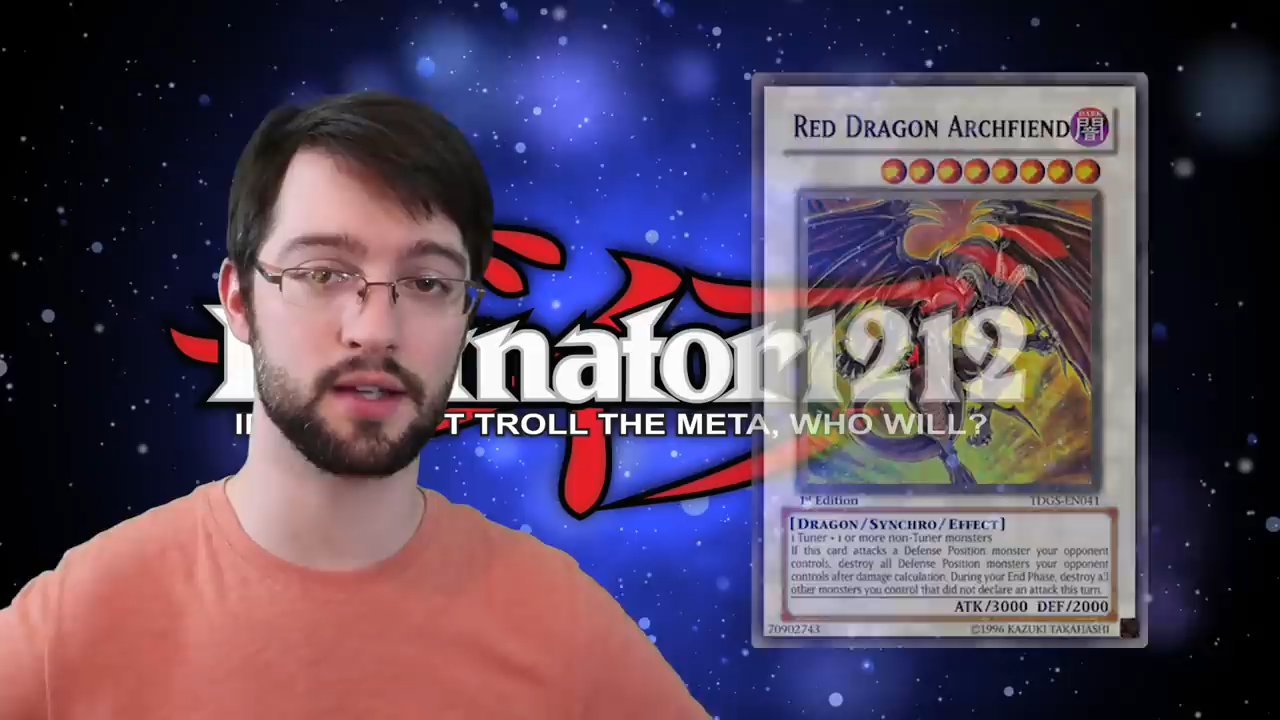 RED DRAGON ARCHFIEND
DARK
闇
nator1212
T TROLL THE META, WHO WILL?
1st Edition
TDGS-EN041
[DRAGON/SYNCHRO/EFFECT]
1 Tuner + 1 or more non-Tuner monsters
If this card attacks a Defense Position monster your opponent
controls, destroy all Defense Position monsters your opponent
controls after damage calculation. During your End Phase, destroy all
other monsters you control that did not declare an attack this turn.
ATK/3000 DEF/2000
70902743
©1996 KAZUKI TAKAHASHI